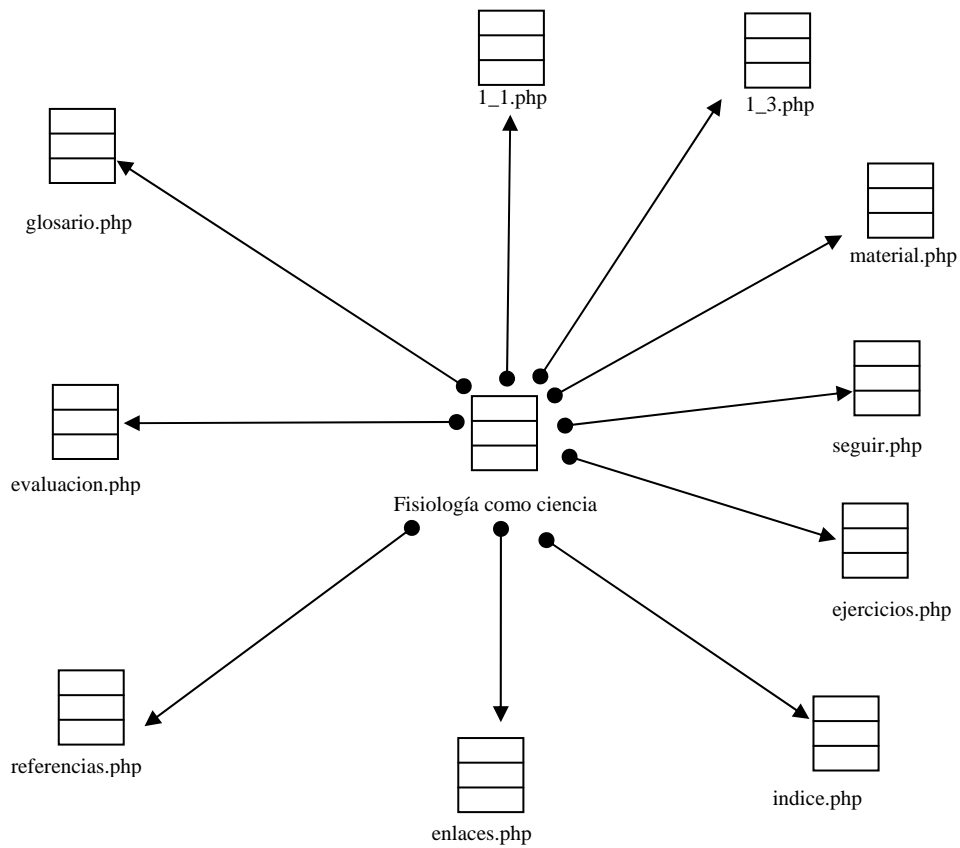 1_1.php
1_3.php
glosario.php
material.php
seguir.php
evaluacion.php
Fisiología como ciencia
ejercicios.php
referencias.php
indice.php
enlaces.php